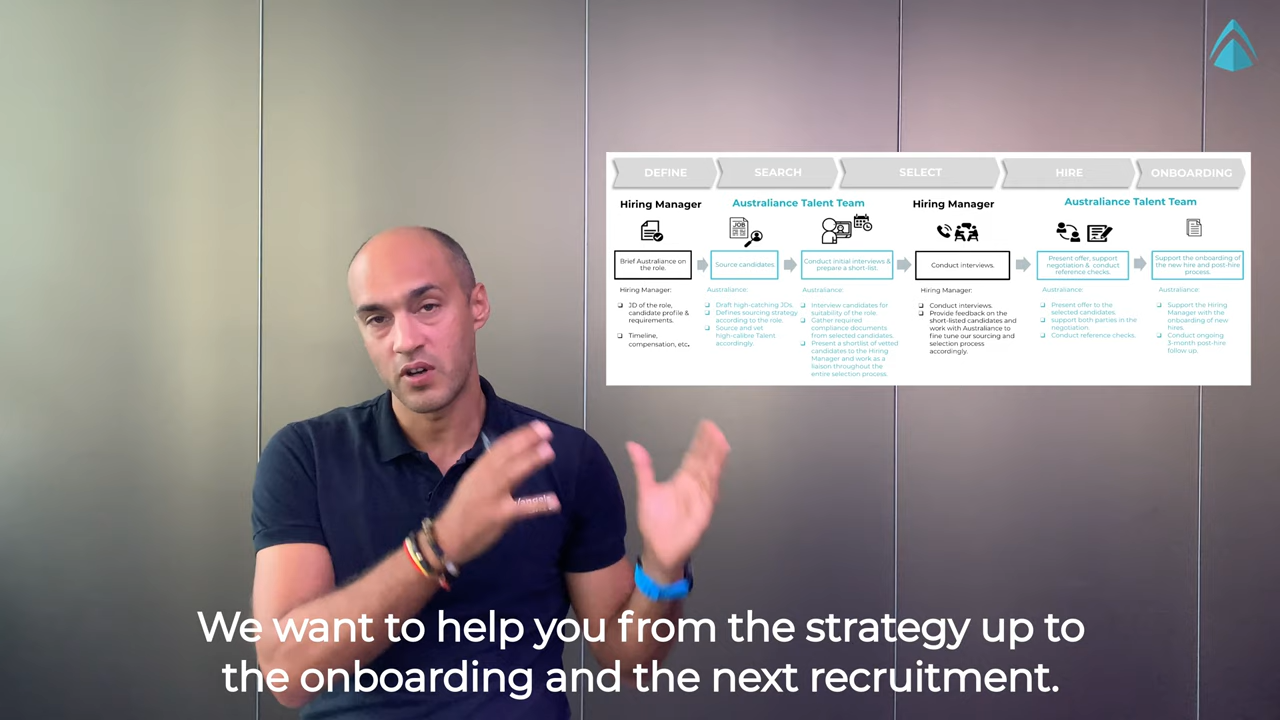 DEFINE
SEARCH
SELECT
HIRE
ONBOARDING
Hiring Manager
Australiance Talent Team
Hiring Manager
Australiance Talent Team
JOB
Brief Australiance on
the role.
Source candidates.
Conduct initial interviews &
prepare a short-list.
Conduct interviews.
Present offer, support
negotiation & conduct
reference checks.
Support the onboarding of
the new hire and post-hire
process.
Hiring Manager:
JD of the role,
candidate profile &
requirements.
Timeline,
compensation, etc.
Australiance:
Draft high-catching JDs.
Defines sourcing strategy
according to the role.
Source and vet
high-calibre Talent
accordingly.
Australiance:
Interview candidates for
suitability of the role.
Gather required
compliance documents
from selected candidates.
Present a shortlist of vetted
candidates to the Hiring
Manager and work as a
liaison throughout the
entire selection process.
Hiring Manager:
Conduct interviews.
Provide feedback on the
short-listed candidates and
work with Australiance to
fine tune our sourcing and
selection process
accordingly.
Australiance:
Present offer to the
selected candidates
support both parties in the
negotiation.
Conduct reference checks.
Australiance:
Support the Hiring
Manager with the
onboarding of new
hires.
Conduct ongoing
3-month post-hire
follow up.
We want to help you from the strategy up to
the onboarding and the next recruitment.